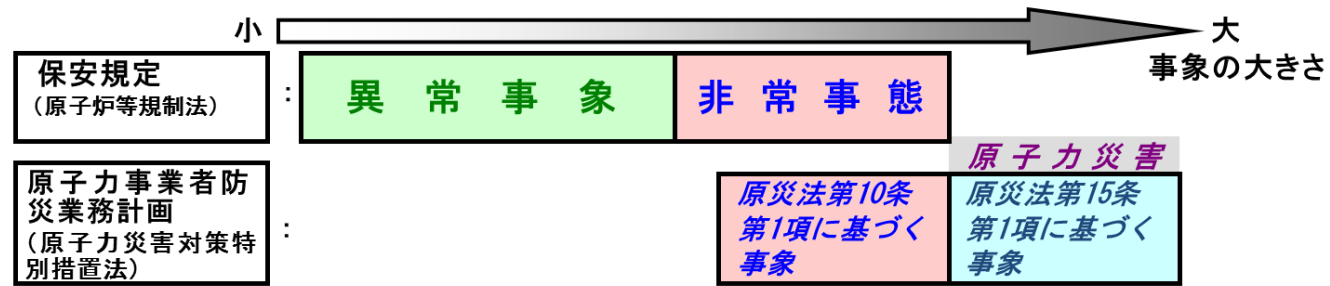 小
大
事象の大きさ
保安規定
（原子炉等規制法）
：
異常事象
非常事態
原子力災害
原子力事業者防
災業務計画
（原子力災害対策特
別措置法）
：
原災法第10条
第1項に基づく
事象
原災法第15条
第1項に基づく
事象